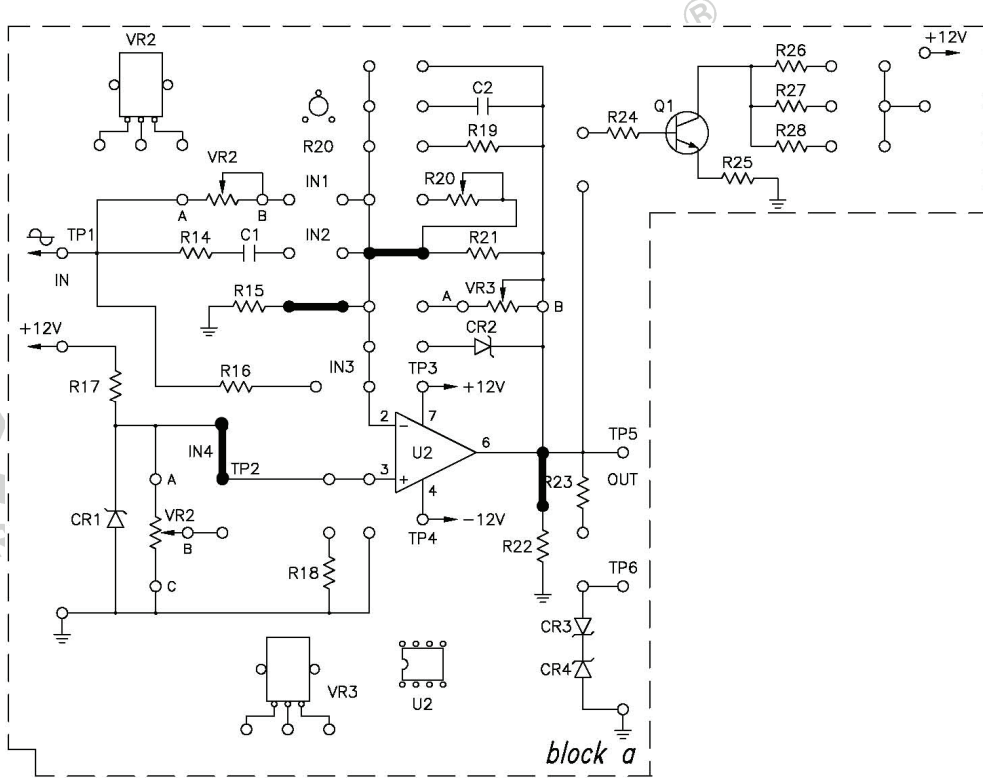 ®
+12V
VR2
R26
C2
Q1
R27
R24
R20
R19
R28
VR2
IN1
R20
R25
A
B
TP1
R14
C1
IN2
R21
IN
R15
A
VR3
B
+12V
CR2
IN3
TP3
R17
R16
+12V
2
−
7
U2
6
TP5
IN4
TP2
3
+
4
OUT
R23
A
CR1
VR2
B
−12V
TP4
R22
R18
C
TP6
CR3
CR4
VR3
U2
block a